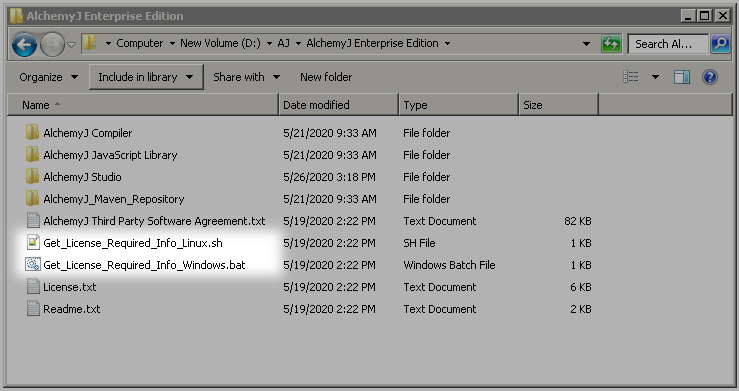 AlchemyJ Enterprise Edition
Computer New Volume (D:) AJ AlchemyJ Enterprise Edition Search Al...
Organize Include in library Share with New folder
Name Date modified Type Size
AlchemyJ Compiler 5/21/2020 9:33 AM File folder
AlchemyJ JavaScript Library 5/21/2020 9:33 AM File folder
AlchemyJ Studio 5/26/2020 3:18 PM File folder
AlchemyJ_Maven_Repository 5/21/2020 9:33 AM File folder
AlchemyJ Third Party Software Agreement.txt 5/19/2020 2:22 PM Text Document 82 KB
Get_License_Required_Info_Linux.sh 5/19/2020 2:22 PM SH File 1 KB
Get_License_Required_Info_Windows.bat 5/19/2020 2:22 PM Windows Batch File 1 KB
License.txt 5/19/2020 2:22 PM Text Document 6 KB
Readme.txt 5/19/2020 2:22 PM Text Document 2 KB